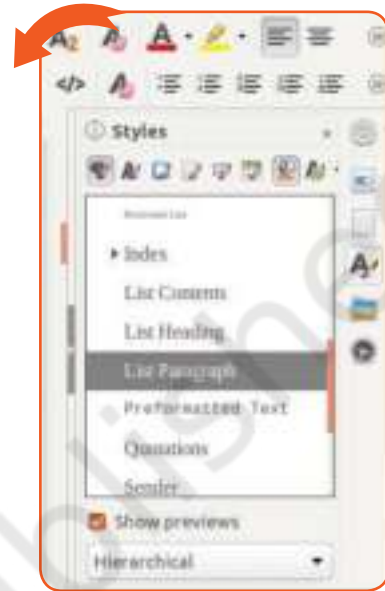 Styles
Index
List Contents
List Heading
List Paragraph
Preformatted Text
Quotations
Sender
Show previews
Hierarchical